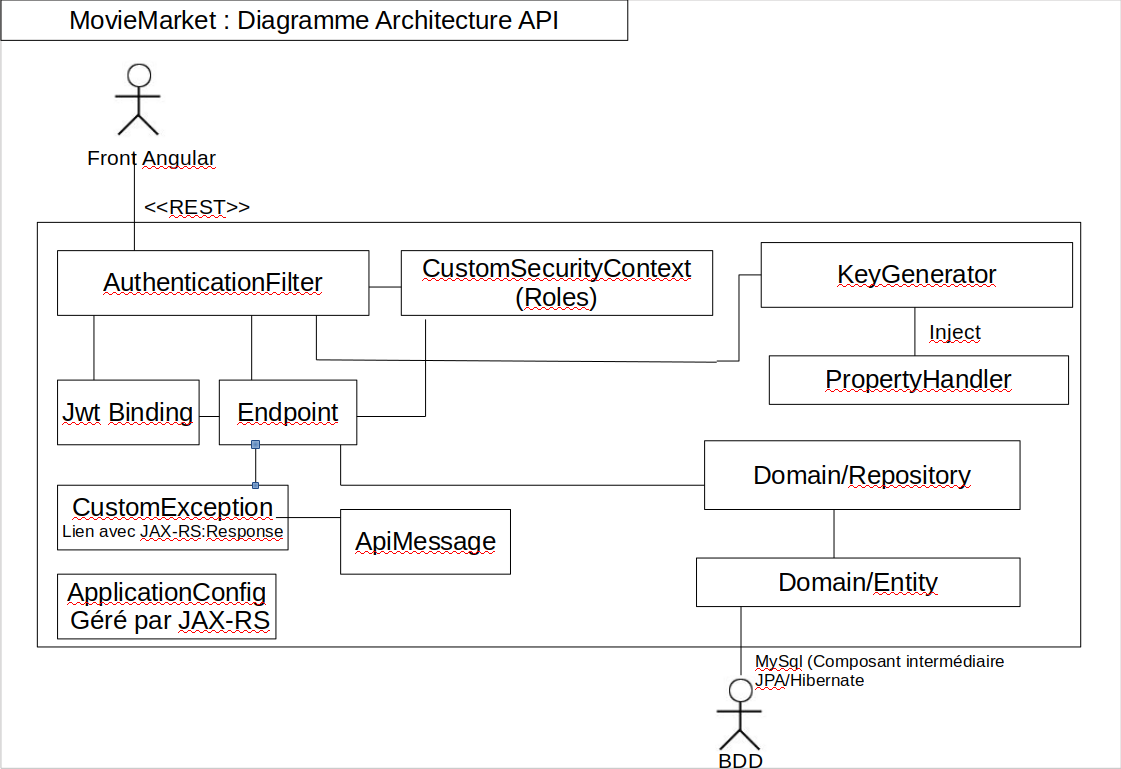 MovieMarket : Diagramme Architecture API
Front Angular
<<REST>>
AuthenticationFilter
CustomSecurityContext
(Roles)
KeyGenerator
Inject
PropertyHandler
Jwt Binding
Endpoint
Domain/Repository
CustomException
Lien avec JAX-RS:Response
ApiMessage
Domain/Entity
ApplicationConfig
Géré par JAX-RS
MySql (Composant intermédiaire
JPA/Hibernate
BDD